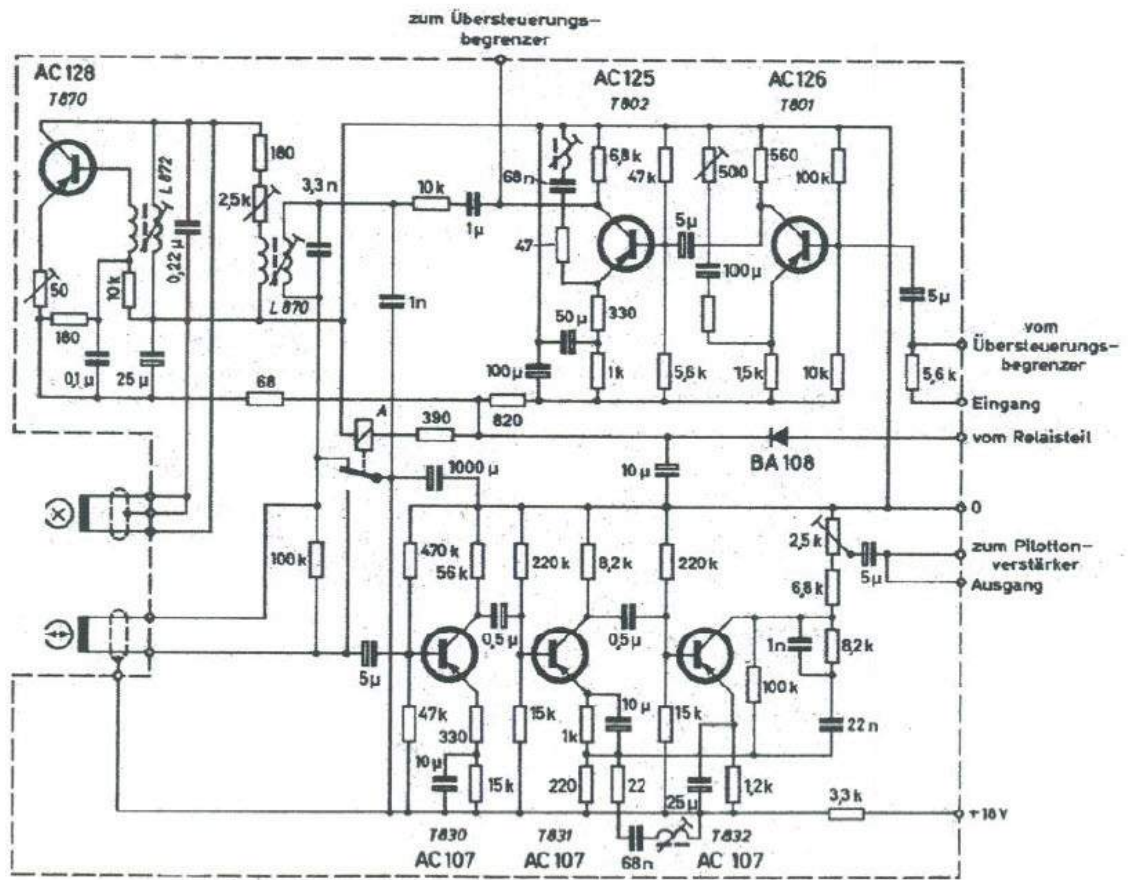 zum Übersteuerungs-
begrenzer
AC128
T870
AC125
T802
AC126
T801
180
L872
2,5k
3,3n
10k
1µ
68n
6,8k
47k
500
560
100k
47
5µ
100µ
5µ
0,22µ
50
10k
L870
1n
50µ
330
vom
Übersteuerungs-
begrenzer
180
0,1µ
25µ
68
100µ
1k
5,6k
1,5k
10k
5,6k
Eingang
A
390
820
vom Relaisteil
BA108
1000µ
10µ
0
100k
470k
56k
220k
8,2k
220k
2,5k
zum Pilotton-
verstärker
5µ
Ausgang
6,8k
0,5µ
0,5µ
1n
8,2k
5µ
100k
47k
330
15k
1k
10µ
15k
22n
10µ
15k
220
22
25µ
1,2k
3,3k
+18V
T830
AC107
T831
AC107
68n
T832
AC107